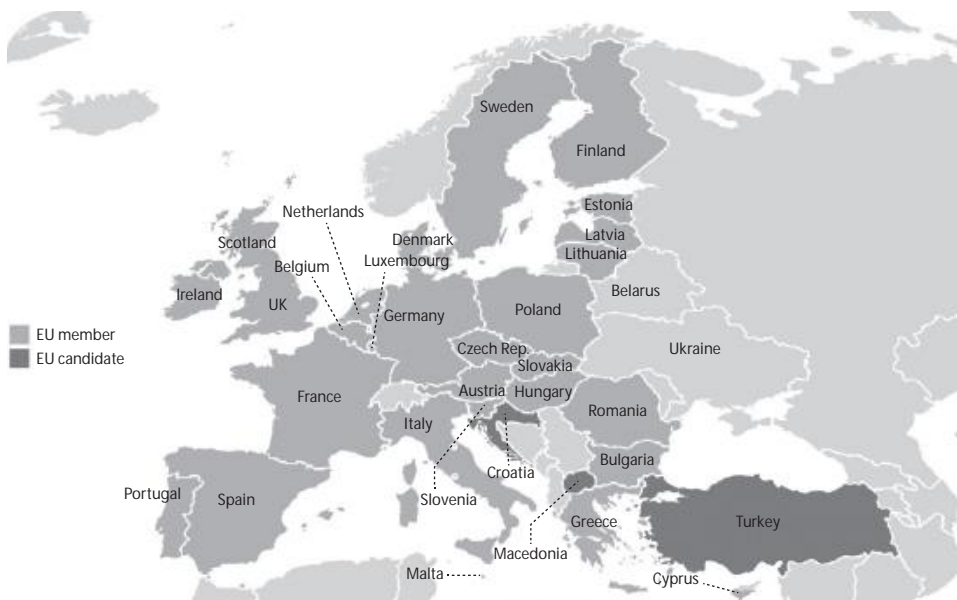 Sweden
Finland
Estonia
Netherlands
Latvia
Denmark
Scotland
Lithuania
Luxembourg
Belgium
Belarus
Ireland
UK
Germany
Poland
EU member
Ukraine
Czech Rep.
EU candidate
Slovakia
Austria
Hungary
France
Romania
Italy
Bulgaria
Croatia
Portugal
Spain
Slovenia
Greece
Turkey
Macedonia
Malta
Cyprus